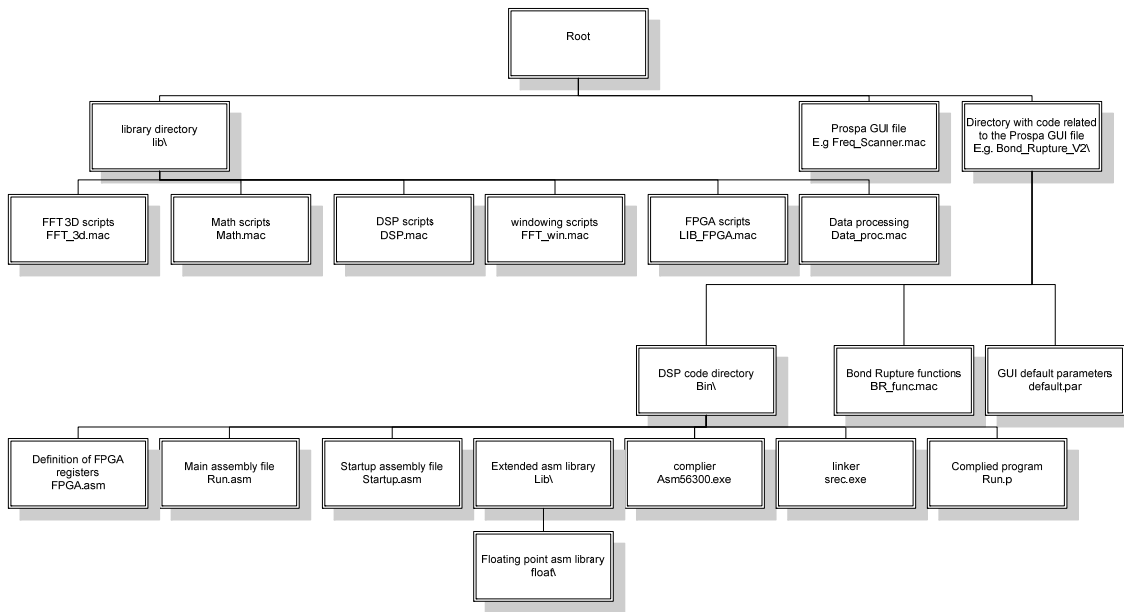 Root
library directory
lib\
Prospa GUI file
E.g Freq_Scanner.mac
Directory with code related
to the Prospa GUI file
E.g. Bond_Rupture_V2\
FFT 3D scripts
FFT_3d.mac
Math scripts
Math.mac
DSP scripts
DSP.mac
windowing scripts
FFT_win.mac
FPGA scripts
LIB_FPGA.mac
Data processing
Data_proc.mac
DSP code directory
Bin\
Bond Rupture functions
BR_func.mac
GUI default parameters
default.par
Definition of FPGA
registers
FPGA.asm
Main assembly file
Run.asm
Startup assembly file
Startup.asm
Extended asm library
Lib\
complier
Asm56300.exe
linker
srec.exe
Complied program
Run.p
Floating point asm library
float\